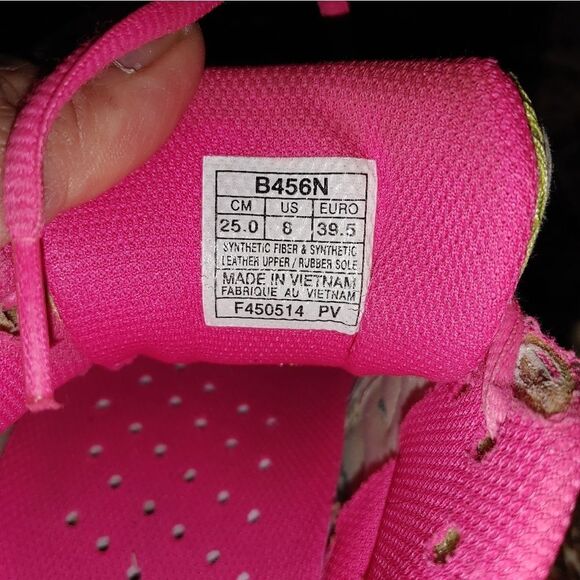 B456N
CM US EURO
25.0 8 39.5
SYNTHETIC FIBER & SYNTHETIC
LEATHER UPPER / RUBBER SOLE
MADE IN VIETNAM
FABRIQUE AU VIETNAM
F450514 PV